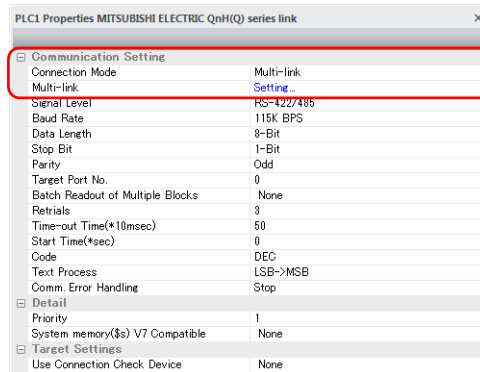 PLC1 Properties MITSUBISHI ELECTRIC QnH(Q) series link ×
Communication Setting
Connection Mode Multi-link
Multi-link Setting...
Signal Level RS-422/485
Baud Rate 115K BPS
Data Length 8-Bit
Stop Bit 1-Bit
Parity Odd
Target Port No. 0
Batch Readout of Multiple Blocks None
Retrials 3
Time-out Time(*10msec) 50
Start Time(*sec) 0
Code DEC
Text Process LSB->MSB
Comm. Error Handling Stop
Detail
Priority 1
System memory($s) V7 Compatible None
Target Settings
Use Connection Check Device None